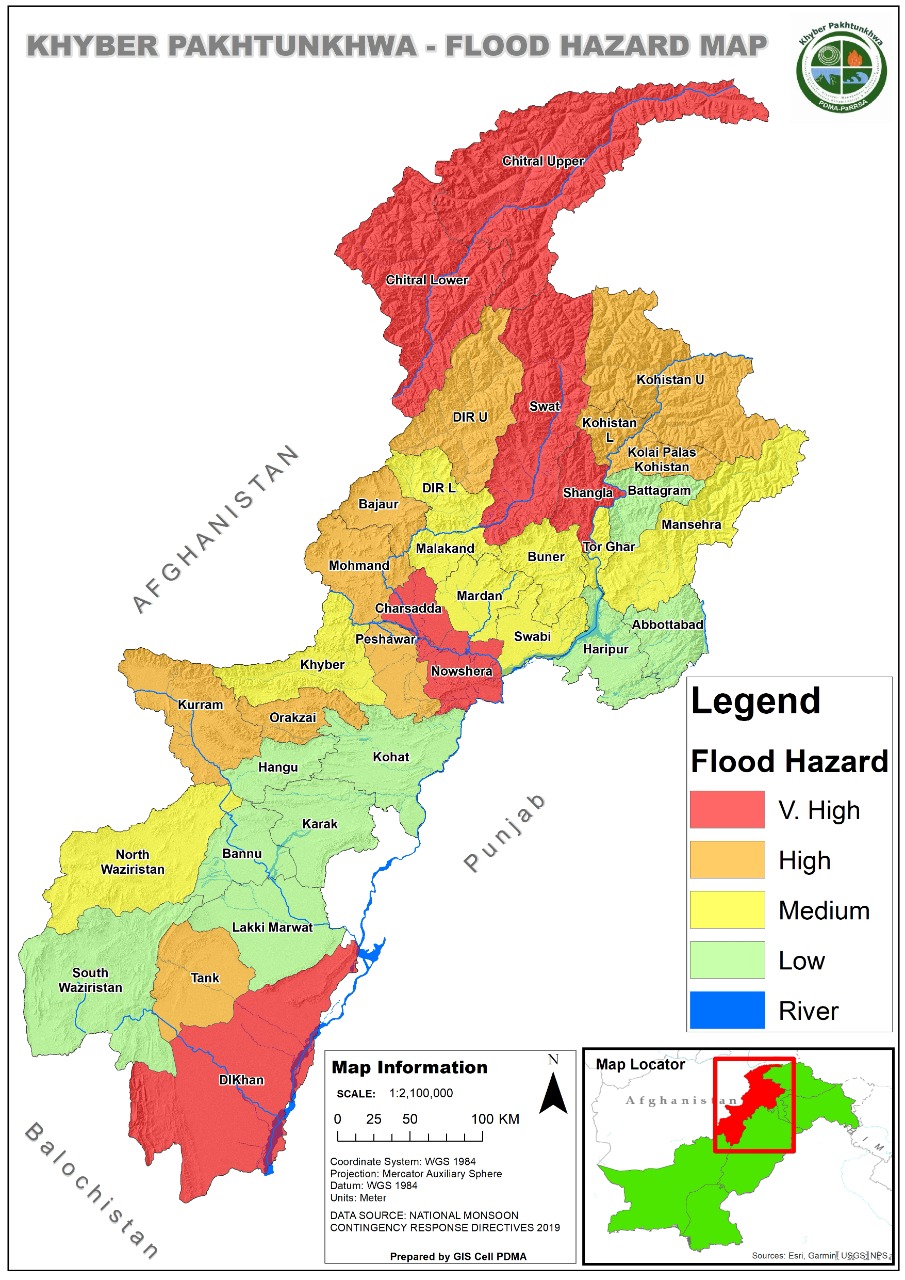 KHYBER PAKHTUNKHWA - FLOOD HAZARD MAP
Khyber Pakhtunkhwa
PDMA-PaRRSA
Chitral Upper
Chitral Lower
Kohistan U
DIR U
Swat
Kohistan
L
Kolai Palas
Kohistan
DIR L
Shangla
Battagram
Bajaur
Mansehra
Malakand
Buner
Tor Ghar
Mohmand
Mardan
Charsadda
Abbottabad
Peshawar
Swabi
Haripur
Khyber
Nowshera
Kurram
Orakzai
Kohat
Hangu
Karak
North
Waziristan
Bannu
Lakki Marwat
South
Waziristan
Tank
DIKhan
AFGHANISTAN
Punjab
Balochistan
Legend
Flood Hazard
V. High
High
Medium
Low
River
Map Information
N
SCALE: 1:2,100,000
0 25 50 100 KM
Coordinate System: WGS 1984
Projection: Mercator Auxiliary Sphere
Datum: WGS 1984
Units: Meter
DATA SOURCE: NATIONAL MONSOON
CONTINGENCY RESPONSE DIRECTIVES 2019
Prepared by GIS Cell PDMA
Map Locator
Afghanistan
Sources: Esri, Garmin, USGS, NPS